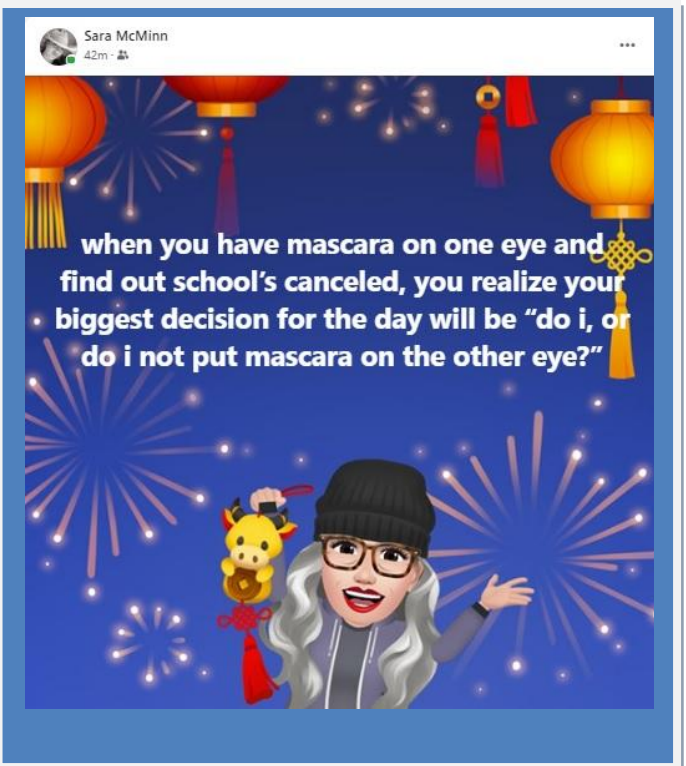 Sara McMinn
42m ·
when you have mascara on one eye and
find out school's canceled, you realize your
biggest decision for the day will be “do i, or
do i not put mascara on the other eye?”